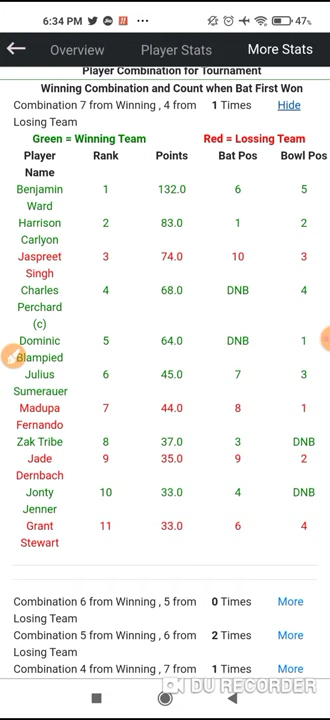 6:34 PM 47
Overview Player Stats More Stats
Player Combination for Tournament
Winning Combination and Count when Bat First Won
Combination 7 from Winning , 4 from 1 Times Hide
Losing Team
Green = Winning Team Red = Lossing Team
Player Rank Points Bat Pos Bowl Pos
Name
Benjamin 1 132.0 6 5
Ward
Harrison 2 83.0 1 2
Carlyon
Jaspreet 3 74.0 10 3
Singh
Charles 4 68.0 DNB 4
Perchard
(c)
Dominic 5 64.0 DNB 1
Blampied
Julius 6 45.0 7 3
Sumerauer
Madupa 7 44.0 8 1
Fernando
Zak Tribe 8 37.0 3 DNB
Jade 9 35.0 9 2
Dernbach
Jonty 10 33.0 4 DNB
Jenner
Grant 11 33.0 6 4
Stewart
Combination 6 from Winning , 5 from 0 Times More
Losing Team
Combination 5 from Winning , 6 from 2 Times More
Losing Team
Combination 4 from Winning , 7 from 1 Times More
DU RECORDER